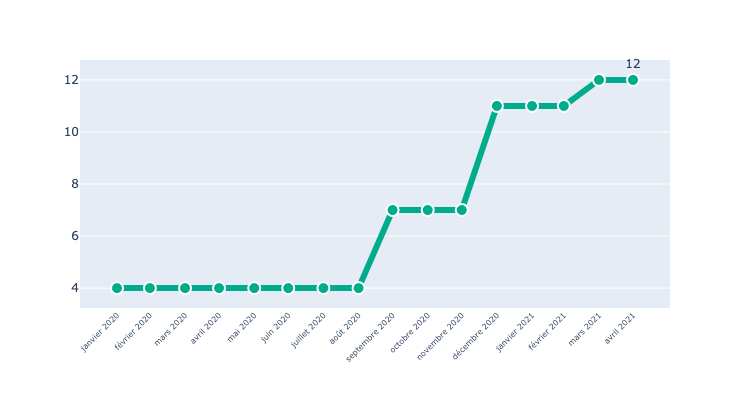 12
12
10
8
6
4
janvier 2020
février 2020
mars 2020
avril 2020
mai 2020
juin 2020
juillet 2020
août 2020
septembre 2020
octobre 2020
novembre 2020
décembre 2020
janvier 2021
février 2021
mars 2021
avril 2021